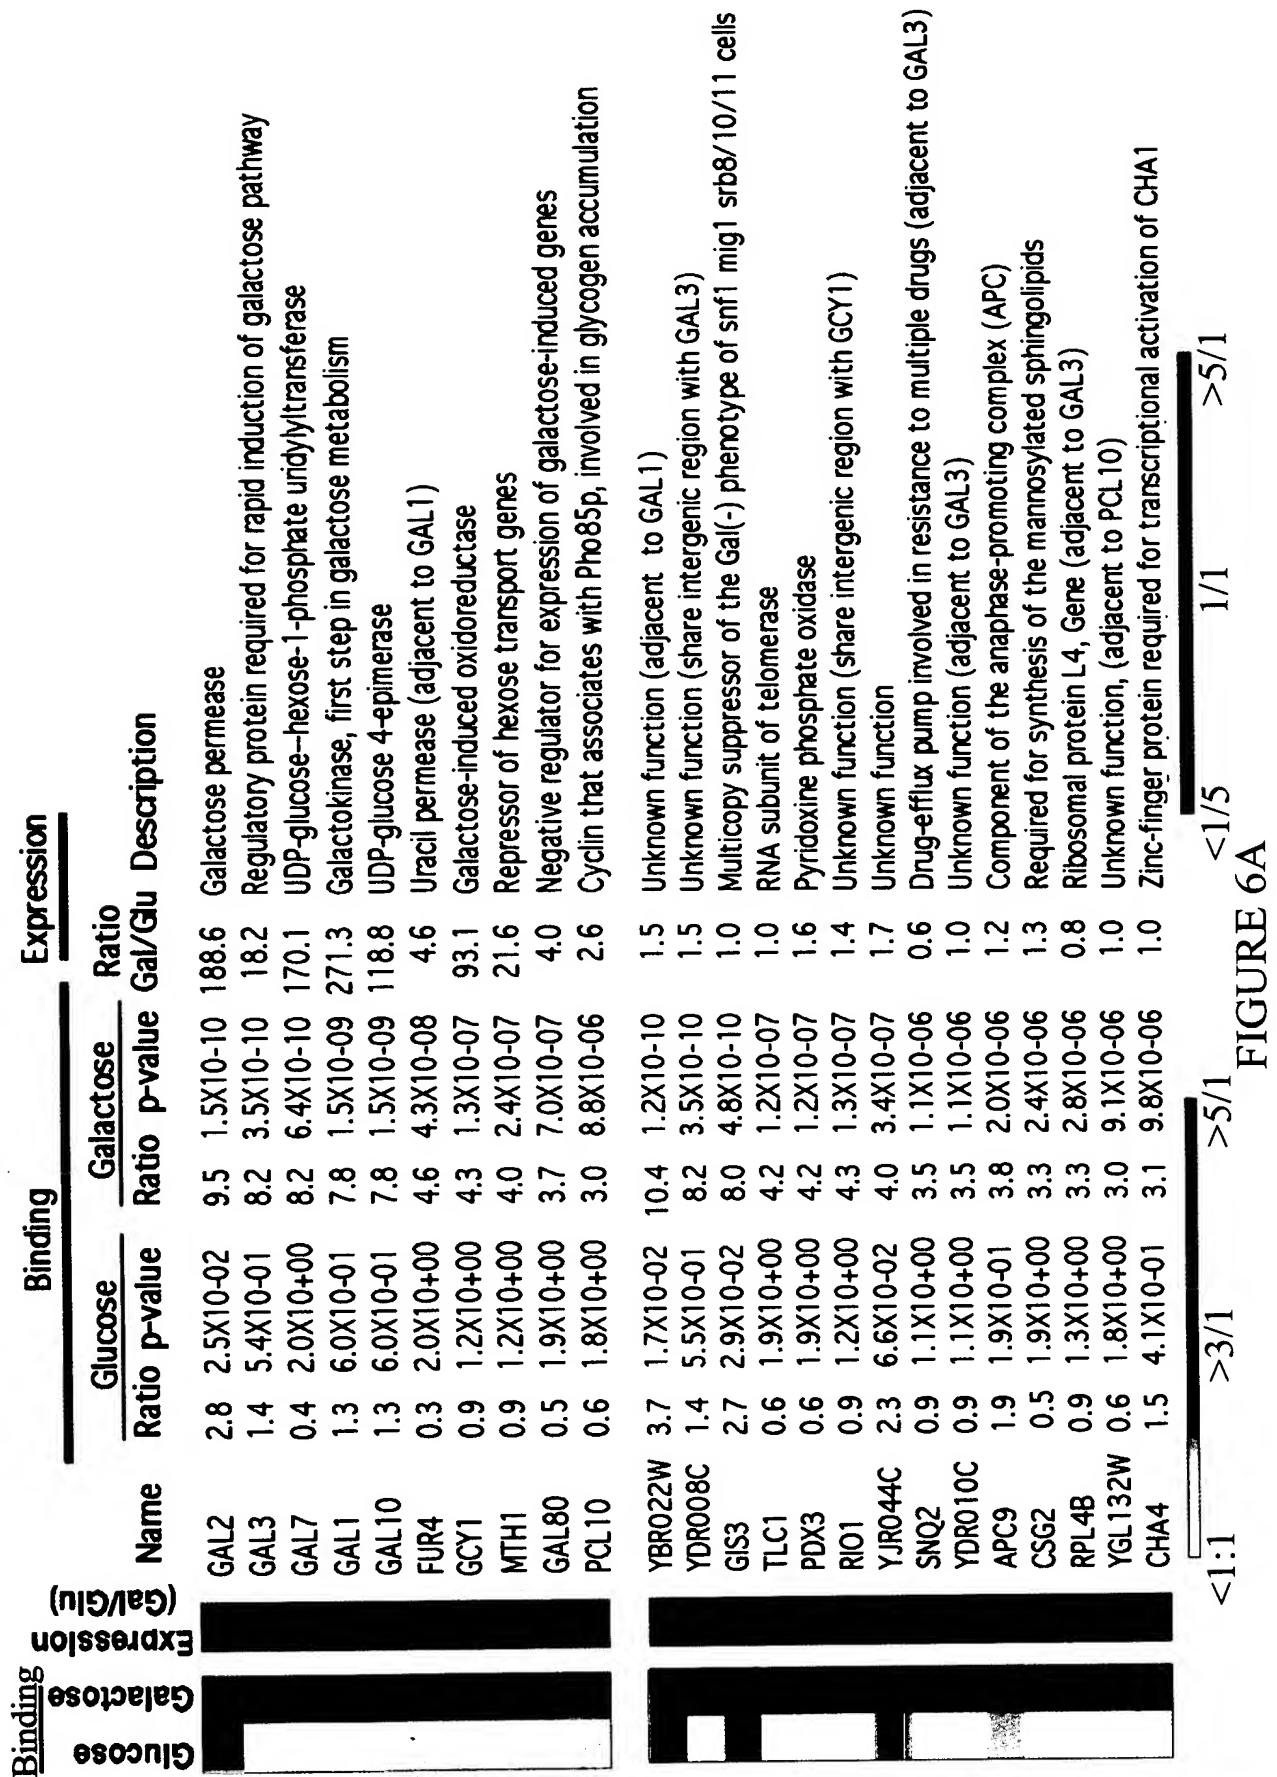 Binding
Glucose
Galactose
Expression
(Gal/Glu)
Binding Expression
Glucose Galactose Ratio
Name Ratio p-value Ratio p-value Gal/Glu Description
GAL2 2.8 2.5X10-02 9.5 1.5X10-10 188.6 Galactose permease
GAL3 1.4 5.4X10-01 8.2 3.5X10-10 18.2 Regulatory protein required for rapid induction of galactose pathway
GAL7 0.4 2.0X10+00 8.2 6.4X10-10 170.1 UDP-glucose--hexose-1-phosphate uridylyltransferase
GAL1 1.3 6.0X10-01 7.8 1.5X10-09 271.3 Galactokinase, first step in galactose metabolism
GAL10 1.3 6.0X10-01 7.8 1.5X10-09 118.8 UDP-glucose 4-epimerase
FUR4 0.3 2.0X10+00 4.6 4.3X10-08 4.6 Uracil permease (adjacent to GAL1)
GCY1 0.9 1.2X10+00 4.3 1.3X10-07 93.1 Galactose-induced oxidoreductase
MTH1 0.9 1.2X10+00 4.0 2.4X10-07 21.6 Repressor of hexose transport genes
GAL80 0.5 1.9X10+00 3.7 7.0X10-07 4.0 Negative regulator for expression of galactose-induced genes
PCL10 0.6 1.8X10+00 3.0 8.8X10-06 2.6 Cyclin that associates with Pho85p, involved in glycogen accumulation
YBR022W 3.7 1.7X10-02 10.4 1.2X10-10 1.5 Unknown function (adjacent to GAL1)
YDR008C 1.4 5.5X10-01 8.2 3.5X10-10 1.5 Unknown function (share intergenic region with GAL3)
GIS3 2.7 2.9X10-02 8.0 4.8X10-10 1.0 Multicopy suppressor of the Gal(-) phenotype of snf1 mig1 srb8/10/11 cells
TLC1 0.6 1.9X10+00 4.2 1.2X10-07 1.0 RNA subunit of telomerase
PDX3 0.6 1.9X10+00 4.2 1.2X10-07 1.6 Pyridoxine phosphate oxidase
RIO1 0.9 1.2X10+00 4.3 1.3X10-07 1.4 Unknown function (share intergenic region with GCY1)
YJR044C 2.3 6.6X10-02 4.0 3.4X10-07 1.7 Unknown function
SNQ2 0.9 1.1X10+00 3.5 1.1X10-06 0.6 Drug-efflux pump involved in resistance to multiple drugs (adjacent to GAL3)
YDR010C 0.9 1.1X10+00 3.5 1.1X10-06 1.0 Unknown function (adjacent to GAL3)
APC9 1.9 1.9X10-01 3.8 2.0X10-06 1.2 Component of the anaphase-promoting complex (APC)
CSG2 0.5 1.9X10+00 3.3 2.4X10-06 1.3 Required for synthesis of the mannosylated sphingolipids
RPL4B 0.9 1.3X10+00 3.3 2.8X10-06 0.8 Ribosomal protein L4, Gene (adjacent to GAL3)
YGL132W 0.6 1.8X10+00 3.0 9.1X10-06 1.0 Unknown function, (adjacent to PCL10)
CHA4 1.5 4.1X10-01 3.1 9.8X10-06 1.0 Zinc-finger protein required for transcriptional activation of CHA1
<1:1 >3/1 >5/1 <1/5 1/1 >5/1
FIGURE 6A